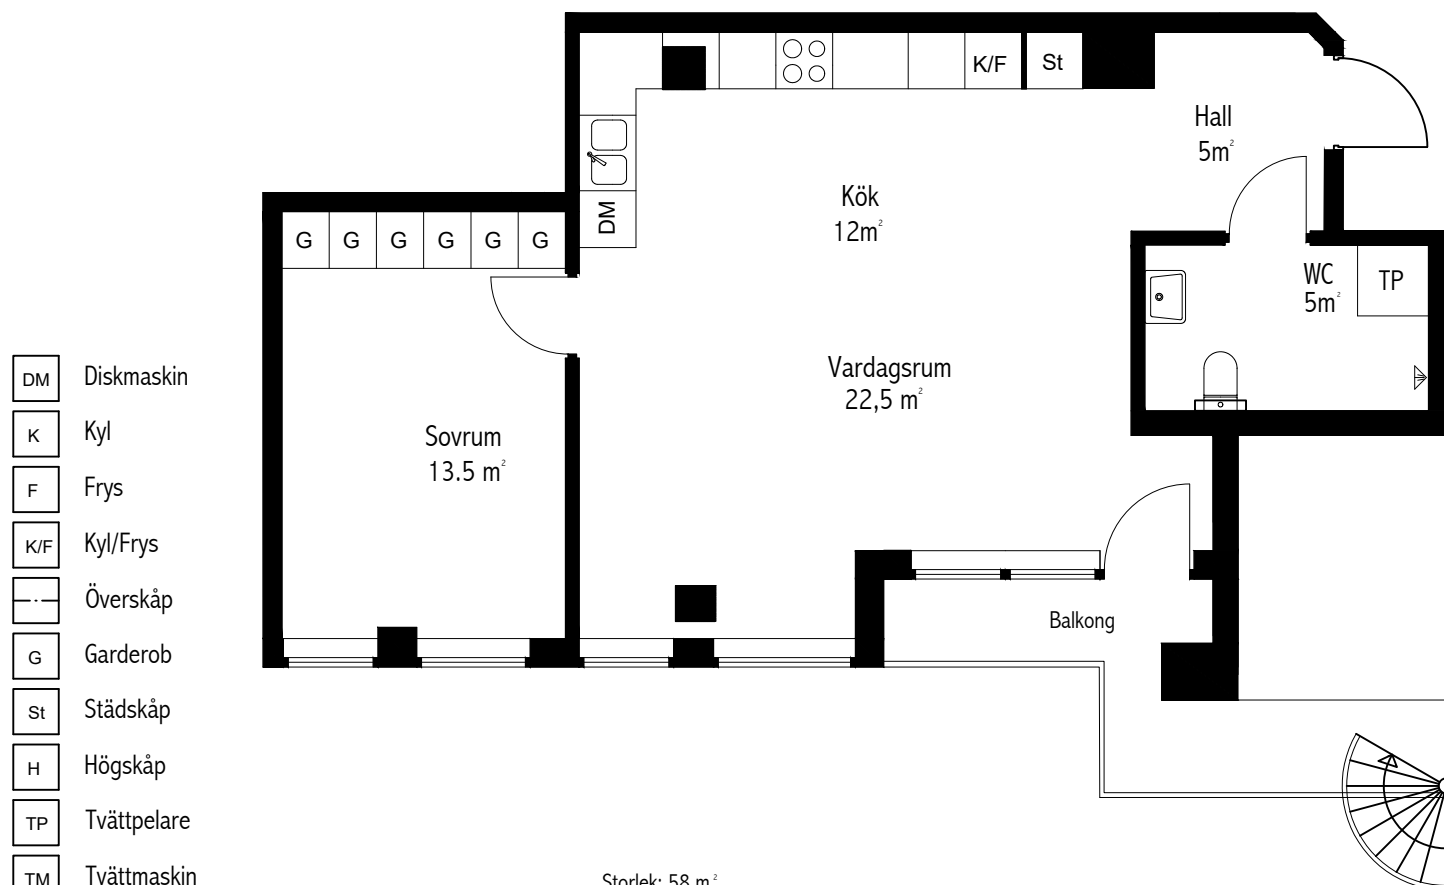 K/F
St
Hall
5m²
DM
Kök
12m²
G G G G G G
WC
5m²
TP
Vardagsrum
22,5 m²
Sovrum
13.5 m²
Balkong
DM Diskmaskin
K Kyl
F Frys
K/F Kyl/Frys
Överskåp
G Garderob
St Städskåp
H Högskåp
TP Tvättpelare
TM Tvättmaskin
Storlek: 58 m²